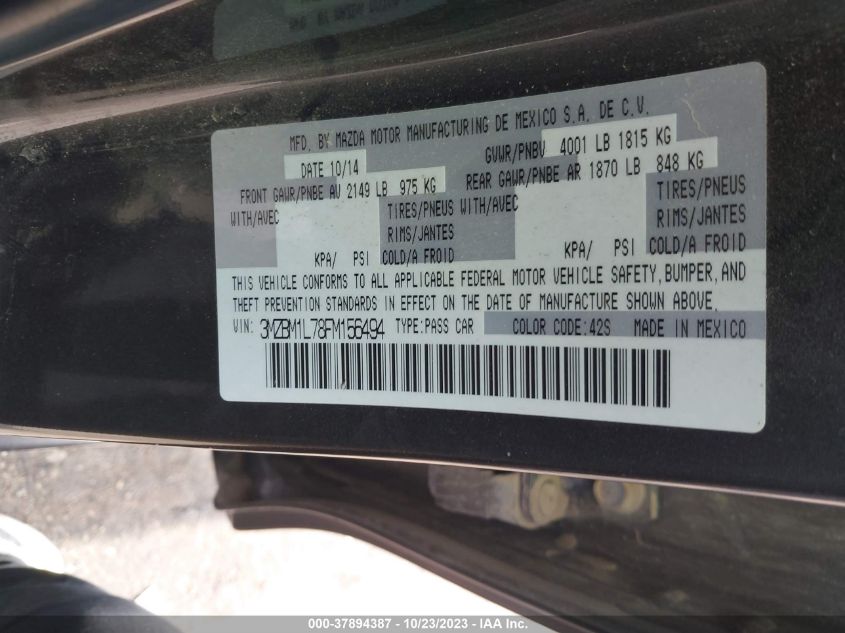 MFD. BY MAZDA MOTOR MANUFACTURING DE MEXICO S.A. DE C.V.
DATE 10/14 GVWR/PNBV 4001 LB 1815 KG
FRONT GAWR/PNBE AV 2149 LB 975 KG REAR GAWR/PNBE AR 1870 LB 848 KG
WITH/AVEC TIRES/PNEUS WITH/AVEC TIRES/PNEUS
RIMS/JANTES RIMS/JANTES
KPA/ PSI COLD/A FROID KPA/ PSI COLD/A FROID
THIS VEHICLE CONFORMS TO ALL APPLICABLE FEDERAL MOTOR VEHICLE SAFETY, BUMPER, AND
THEFT PREVENTION STANDARDS IN EFFECT ON THE DATE OF MANUFACTURE SHOWN ABOVE.
VIN: 3MZBM1L78FM156494 TYPE: PASS CAR COLOR CODE: 42S MADE IN MEXICO
000-37894387 - 10/23/2023 - IAA Inc.